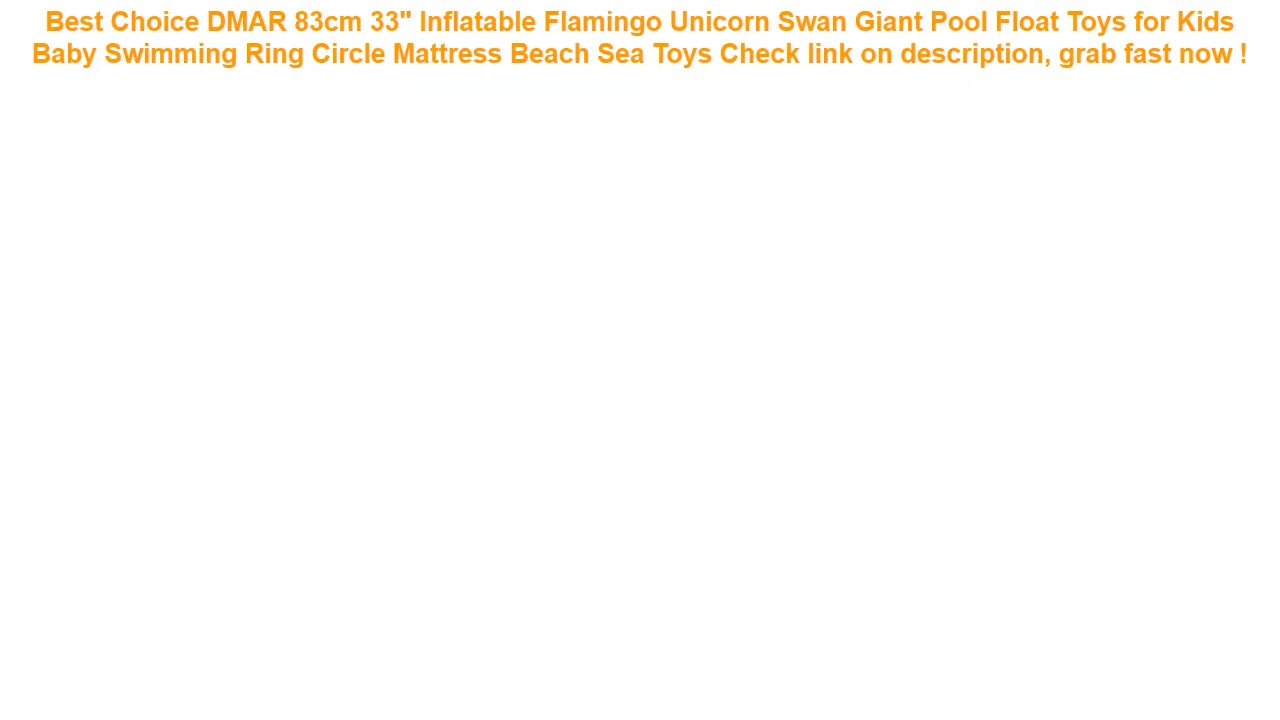 Best Choice DMAR 83cm 33" Inflatable Flamingo Unicorn Swan Giant Pool Float Toys for Kids
Baby Swimming Ring Circle Mattress Beach Sea Toys Check link on description, grab fast now !